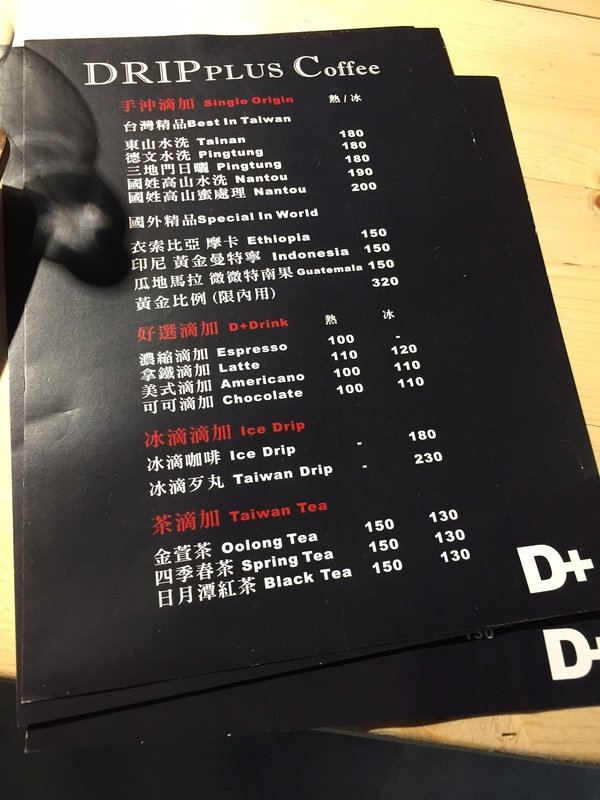 DRIP PLUS Coffee
手沖滴加 Single Origin 熱/冰
台灣精品Best In Taiwan
東山水洗 Tainan 180
德文水洗 Pingtung 180
三地門日曬 Pingtung 180
國姓高山水洗 Nantou 190
國姓高山蜜處理 Nantou 200
國外精品Special In World
衣索比亞 摩卡 Ethiopia 150
印尼 黃金曼特寧 Indonesia 150
瓜地馬拉 微微特南果 Guatemala 150
黃金比例 (限內用) 320
好選滴加 D+Drink 熱 冰
濃縮滴加 Espresso 100 -
拿鐵滴加 Latte 110 120
美式滴加 Americano 100 110
可可滴加 Chocolate 100 110
冰滴滴加 Ice Drip
冰滴咖啡 Ice Drip - 180
冰滴歹丸 Taiwan Drip - 230
茶滴加 Taiwan Tea
金萱茶 Oolong Tea 150 130
四季春茶 Spring Tea 150 130
日月潭紅茶 Black Tea 150 130
D+
130
D+